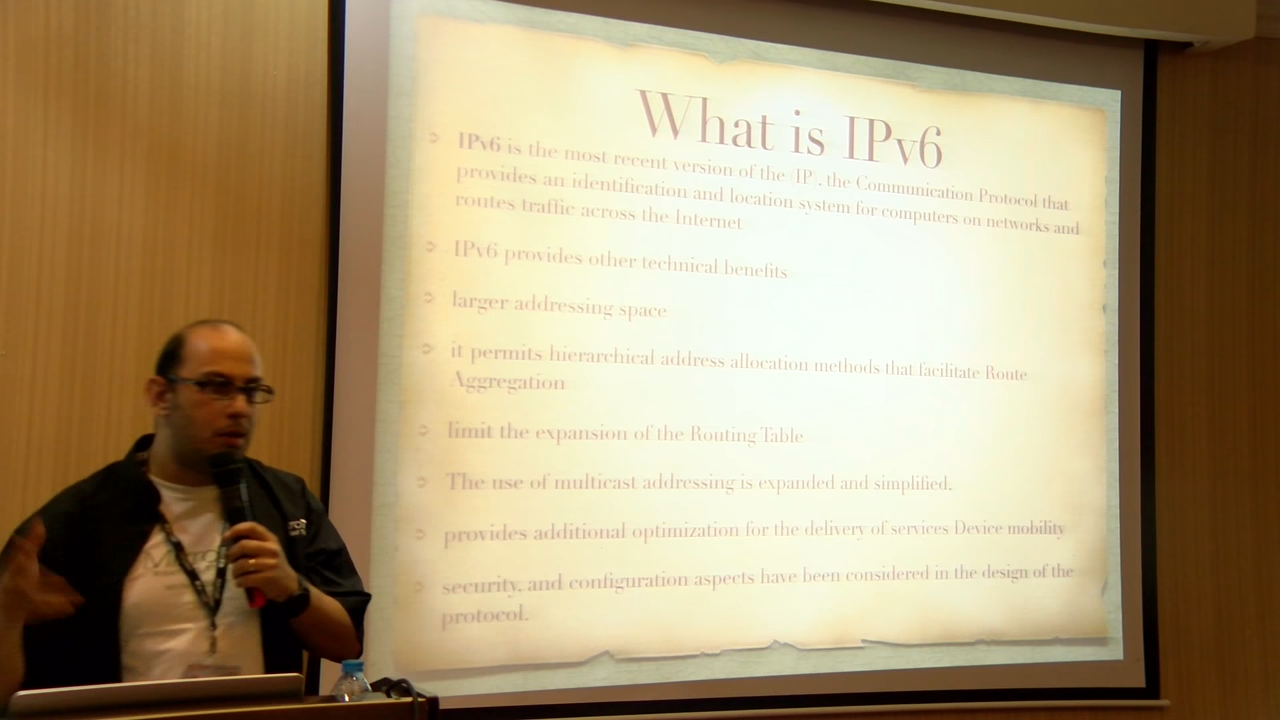 What is IPv6
IPv6 is the most recent version of the (IP), the Communication Protocol that
provides an identification and location system for computers on networks and
routes traffic across the Internet
IPv6 provides other technical benefits
larger addressing space
it permits hierarchical address allocation methods that facilitate Route
Aggregation
limit the expansion of the Routing Table
The use of multicast addressing is expanded and simplified.
provides additional optimization for the delivery of services Device mobility
security, and configuration aspects have been considered in the design of the
protocol.